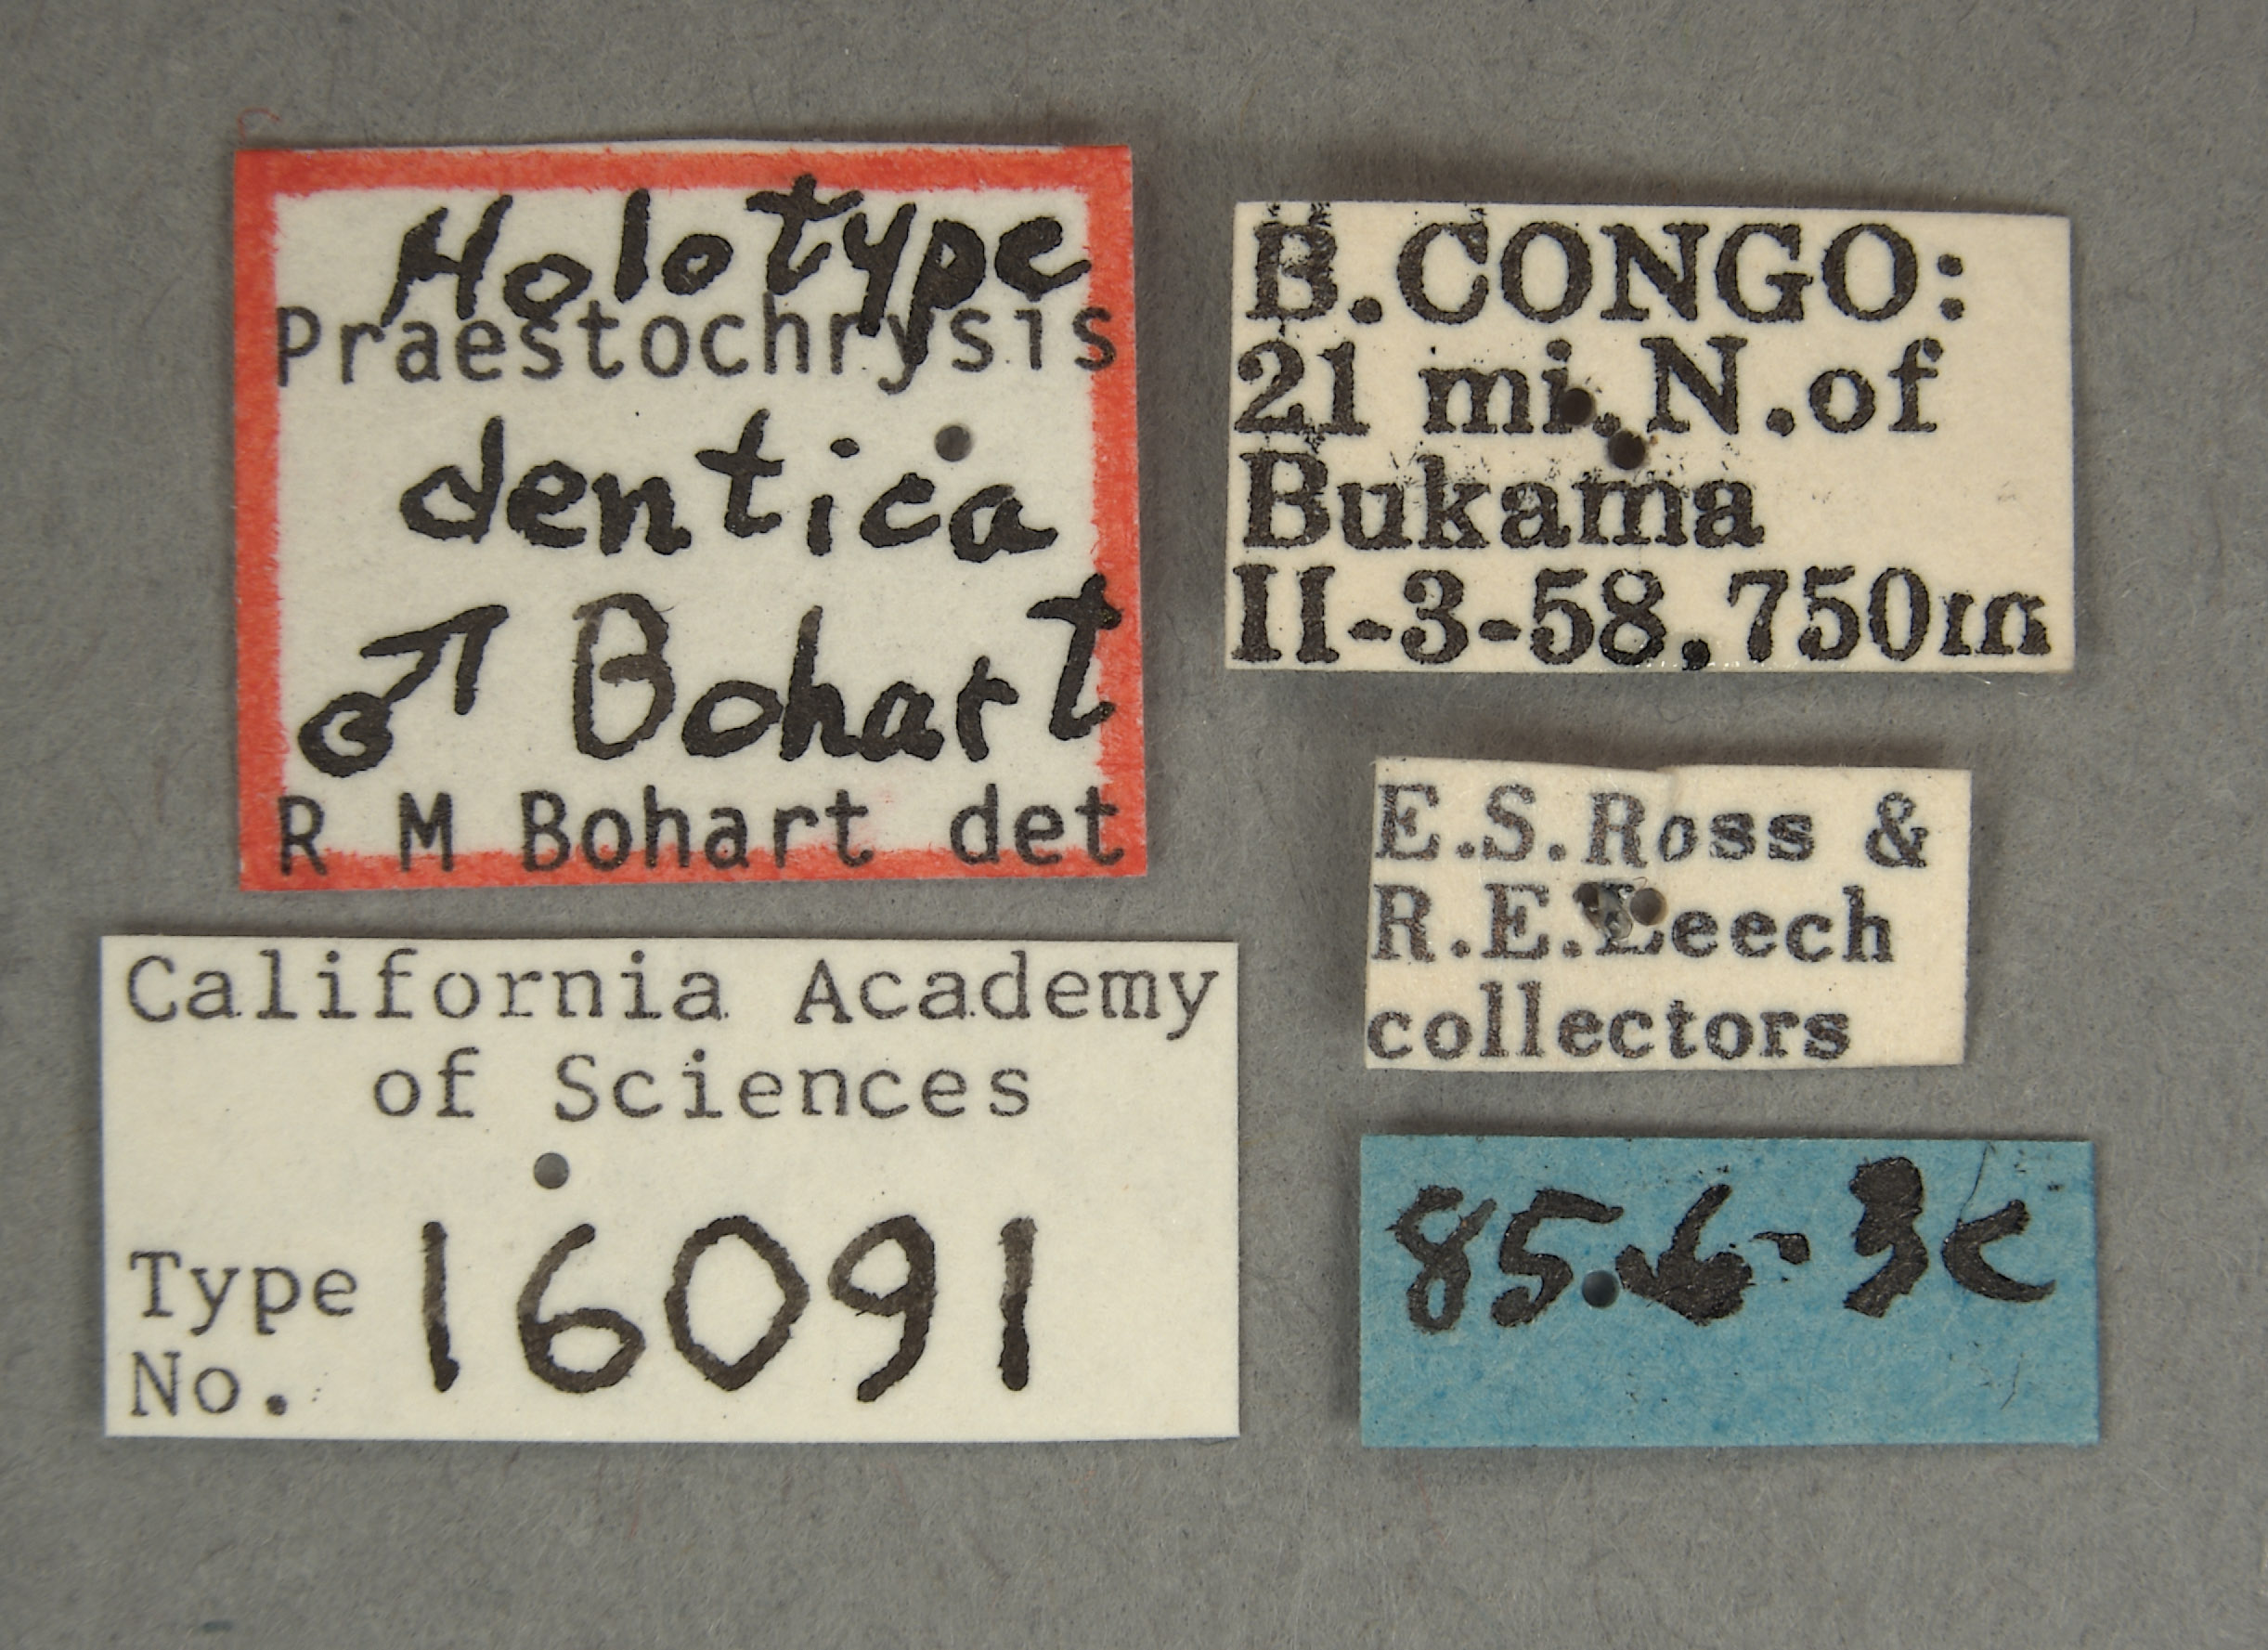 Holotype
Praestochrysis
dentica
♂ Bohart
R M Bohart det
California Academy
of Sciences
Type
No. 16091
B.CONGO:
21 mi.N.of
Bukama
II-3-58.750m
E.S.Ross &
R.E.Leech
collectors
85.6-3c